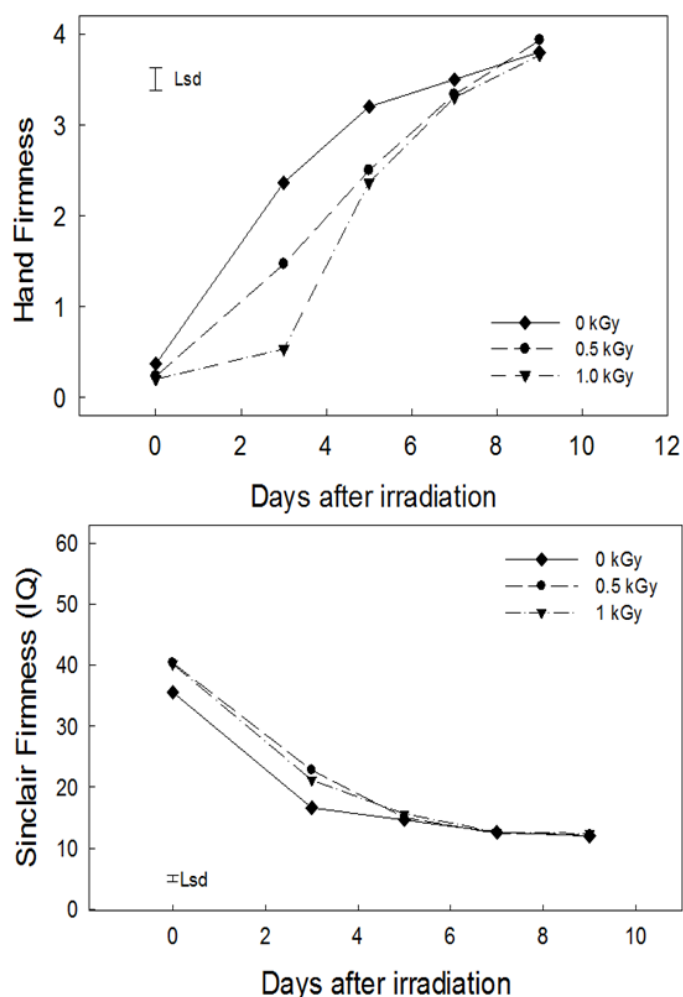 Hand Firmness
4
3
2
1
0
Lsd
0 kGy
0.5 kGy
1.0 kGy
0 2 4 6 8 10 12
Days after irradiation
Sinclair Firmness (IQ)
60
50
40
30
20
10
0
0 kGy
0.5 kGy
1 kGy
Lsd
0 2 4 6 8 10
Days after irradiation